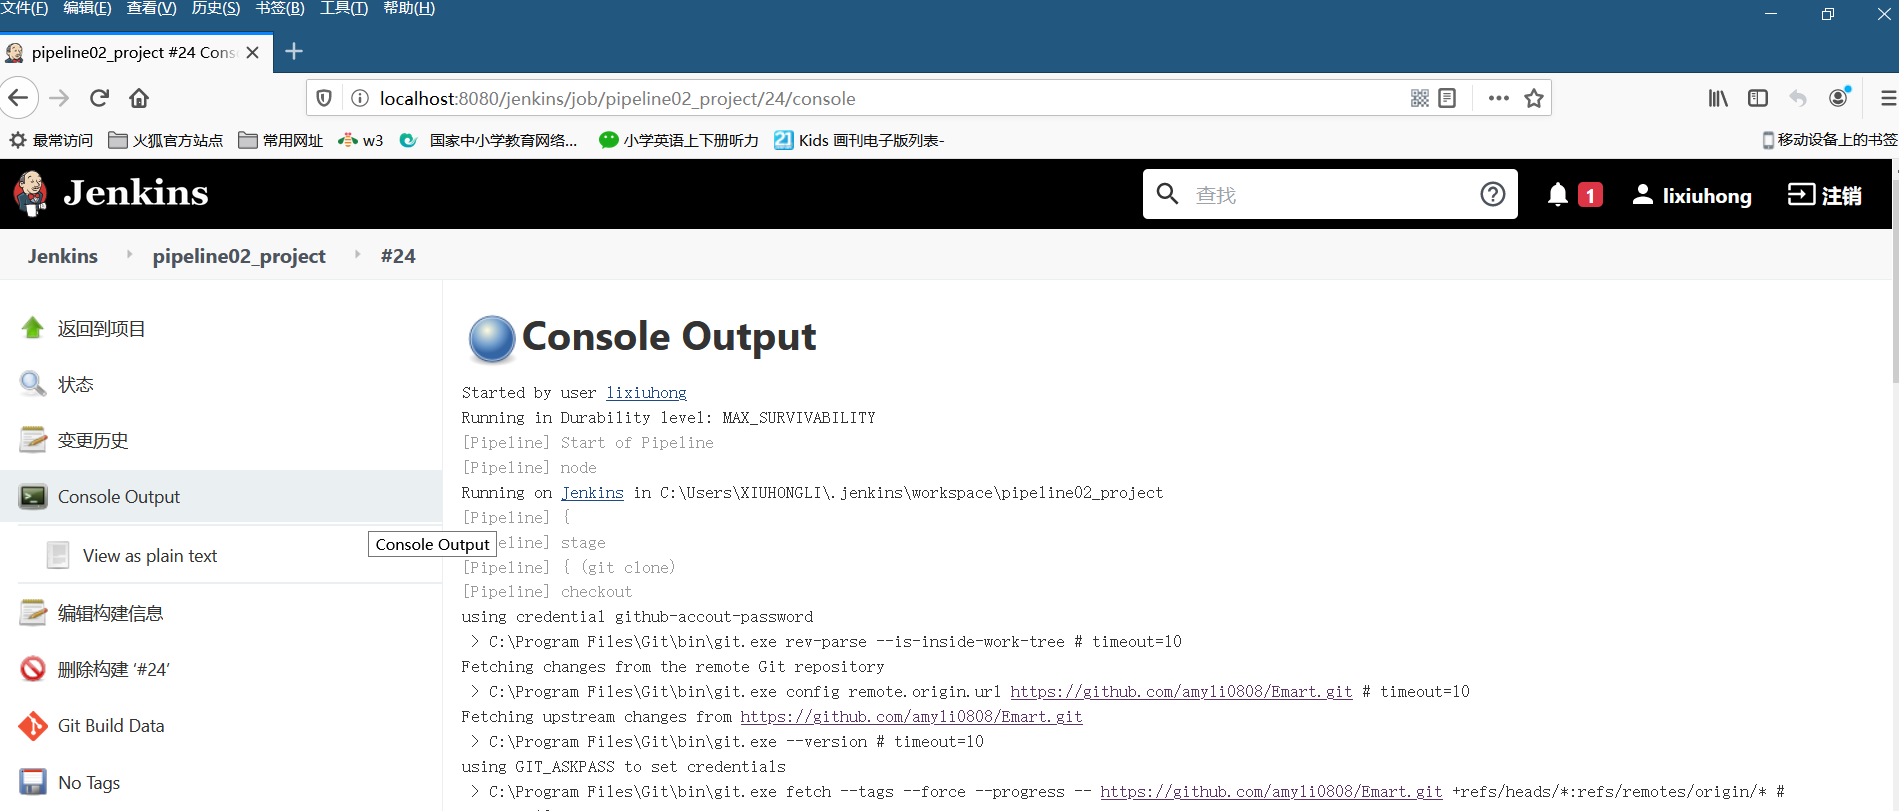 文件(F) 编辑(E) 查看(V) 历史(S) 书签(B) 工具(T) 帮助(H)
pipeline02_project #24 Cons
localhost:8080/jenkins/job/pipeline02_project/24/console
最常访问 火狐官方站点 常用网址 w3 国家中小学教育网络... 小学英语上下册听力 21 Kids 画刊电子版列表- 移动设备上的书签
Jenkins 查找 1 lixiuhong 注销
Jenkins pipeline02_project #24
返回到项目
状态
变更历史
Console Output
Console Output
View as plain text
编辑构建信息
删除构建 ‘#24’
Git Build Data
No Tags
Console Output
Started by user lixiuhong
Running in Durability level: MAX_SURVIVABILITY
[Pipeline] Start of Pipeline
[Pipeline] node
Running on Jenkins in C:\Users\XIUHONGLI\.jenkins\workspace\pipeline02_project
[Pipeline] {
eline] stage
[Pipeline] { (git clone)
[Pipeline] checkout
using credential github-accout-password
> C:\Program Files\Git\bin\git.exe rev-parse --is-inside-work-tree # timeout=10
Fetching changes from the remote Git repository
> C:\Program Files\Git\bin\git.exe config remote.origin.url https://github.com/amyli0808/Emart.git # timeout=10
Fetching upstream changes from https://github.com/amyli0808/Emart.git
> C:\Program Files\Git\bin\git.exe --version # timeout=10
using GIT_ASKPASS to set credentials
> C:\Program Files\Git\bin\git.exe fetch --tags --force --progress -- https://github.com/amyli0808/Emart.git +refs/heads/*:refs/remotes/origin/* #